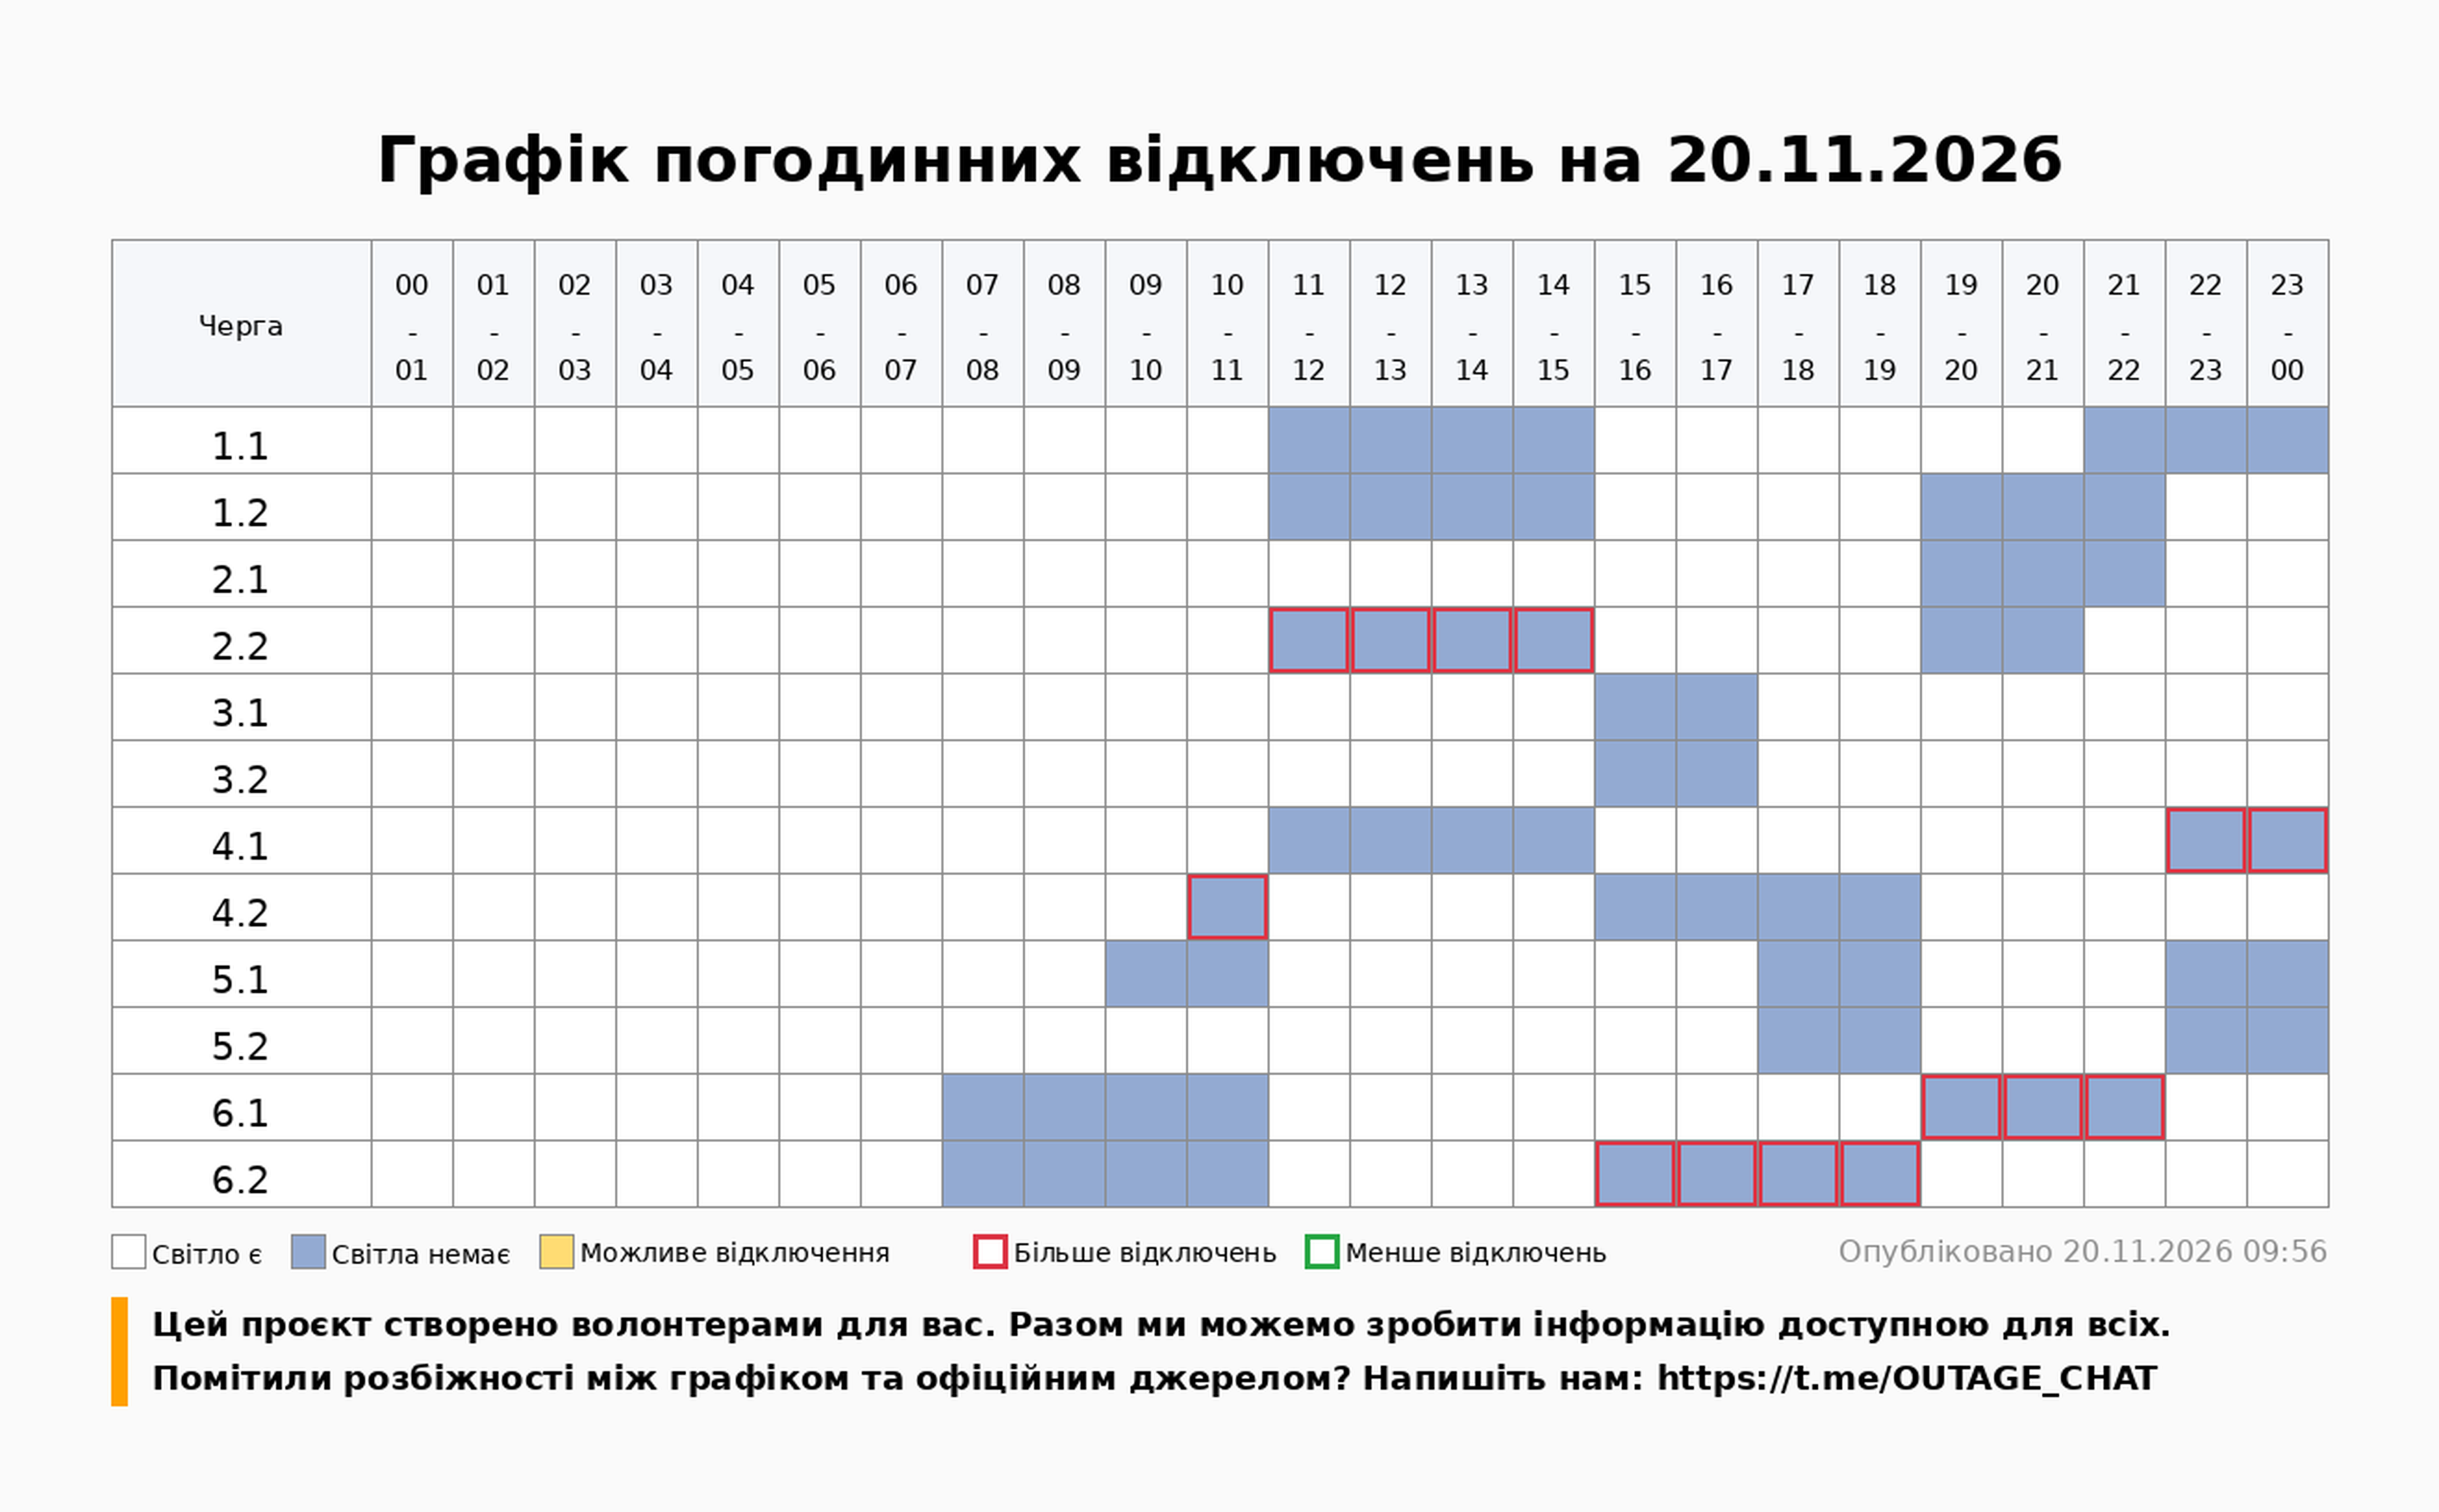 Графік погодинних відключень на 20.11.2026
Черга 00 - 01 01 - 02 02 - 03 03 - 04 04 - 05 05 - 06 06 - 07 07 - 08 08 - 09 09 - 10 10 - 11 11 - 12 12 - 13 13 - 14 14 - 15 15 - 16 16 - 17 17 - 18 18 - 19 19 - 20 20 - 21 21 - 22 22 - 23 23 - 00
1.1
1.2
2.1
2.2
3.1
3.2
4.1
4.2
5.1
5.2
6.1
6.2
Світло є Світла немає Можливе відключення Більше відключень Менше відключень Опубліковано 20.11.2026 09:56
Цей проєкт створено волонтерами для вас. Разом ми можемо зробити інформацію доступною для всіх.
Помітили розбіжності між графіком та офіційним джерелом? Напишіть нам: https://t.me/OUTAGE_CHAT